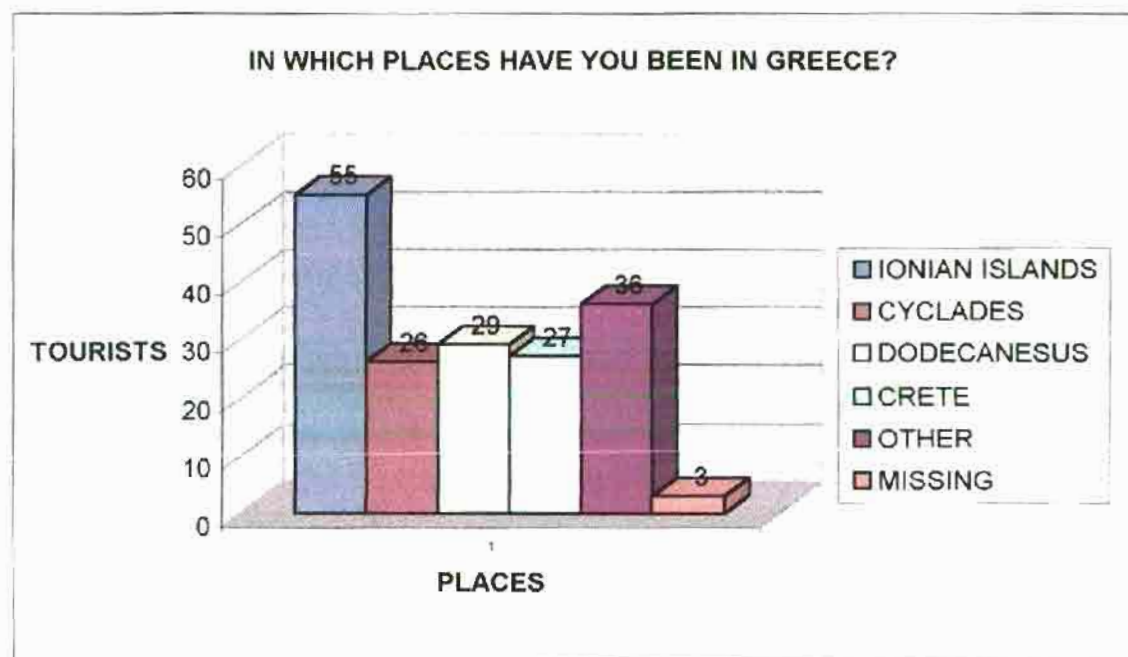 IN WHICH PLACES HAVE YOU BEEN IN GREECE?
60
50
40
30
20
10
0
TOURISTS
55
26
29
27
36
3
1
PLACES
IONIAN ISLANDS
CYCLADES
DODECANESUS
CRETE
OTHER
MISSING